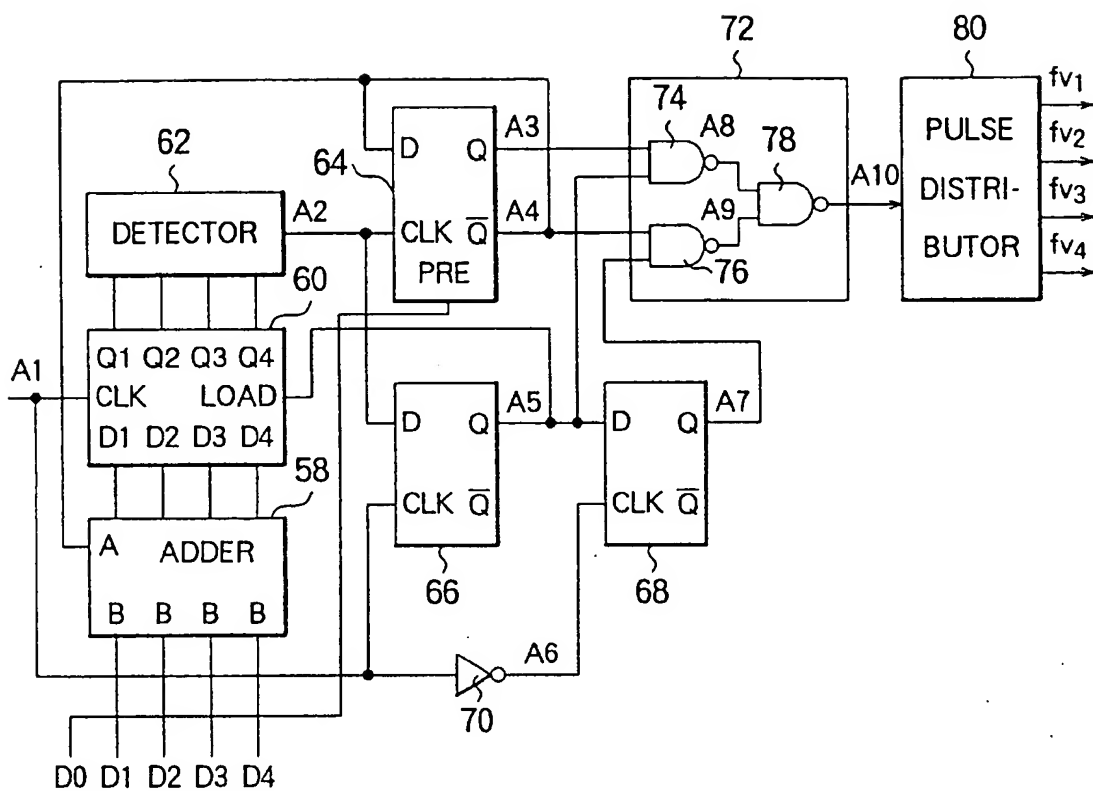 72
80
74
A8
78
A10
A9
76
PULSE
DISTRI-
BUTOR
fv1
fv2
fv3
fv4
62
DETECTOR
A2
64
D Q
CLK Q̅
PRE
A3
A4
60
A1
Q1 Q2 Q3 Q4
CLK LOAD
D1 D2 D3 D4
58
A ADDER
B B B B
D Q
CLK Q̅
66
A5
D Q
CLK Q̅
68
A7
70
A6
D0 D1 D2 D3 D4